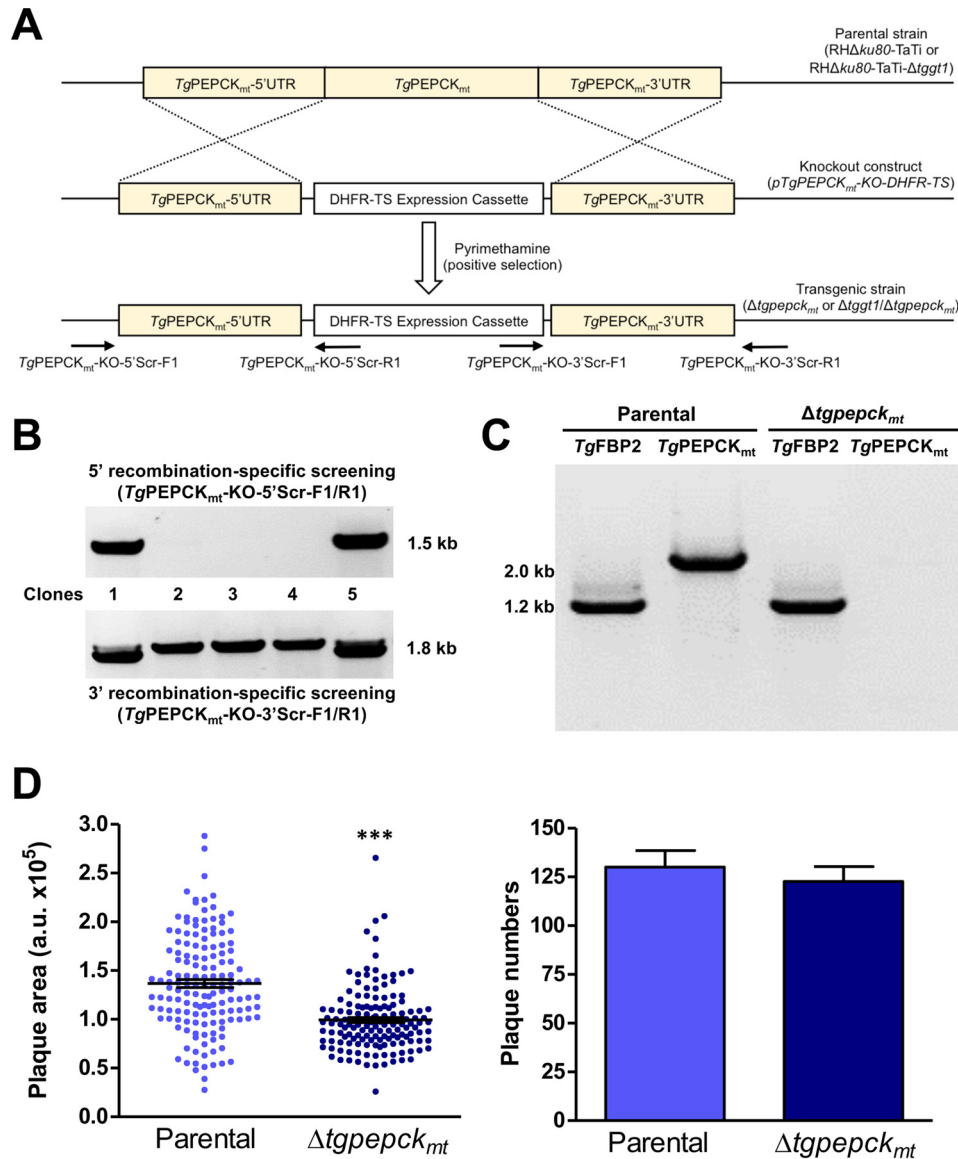 A
Parental strain
(RHΔku80-TaTi or
RHΔku80-TaTi-Δtggt1)
TgPEPCKmt-5'UTR
TgPEPCKmt
TgPEPCKmt-3'UTR
Knockout construct
(pTgPEPCKmt-KO-DHFR-TS)
TgPEPCKmt-5'UTR
DHFR-TS Expression Cassette
TgPEPCKmt-3'UTR
Pyrimethamine
(positive selection)
Transgenic strain
(Δtgpepckmt or Δtggt1/Δtgpepckmt)
TgPEPCKmt-5'UTR
DHFR-TS Expression Cassette
TgPEPCKmt-3'UTR
TgPEPCKmt-KO-5'Scr-F1
TgPEPCKmt-KO-5'Scr-R1
TgPEPCKmt-KO-3'Scr-F1
TgPEPCKmt-KO-3'Scr-R1
B
5' recombination-specific screening
(TgPEPCKmt-KO-5'Scr-F1/R1)
1.5 kb
Clones 1 2 3 4 5
1.8 kb
3' recombination-specific screening
(TgPEPCKmt-KO-3'Scr-F1/R1)
C
Parental
Δtgpepckmt
TgFBP2 TgPEPCKmt TgFBP2 TgPEPCKmt
2.0 kb
1.2 kb
D
Plaque area (a.u. x10⁵)
3.0
2.5
2.0
1.5
1.0
0.5
0.0
***
Parental
Δtgpepckmt
Plaque numbers
150
125
100
75
50
25
0
Parental
Δtgpepckmt